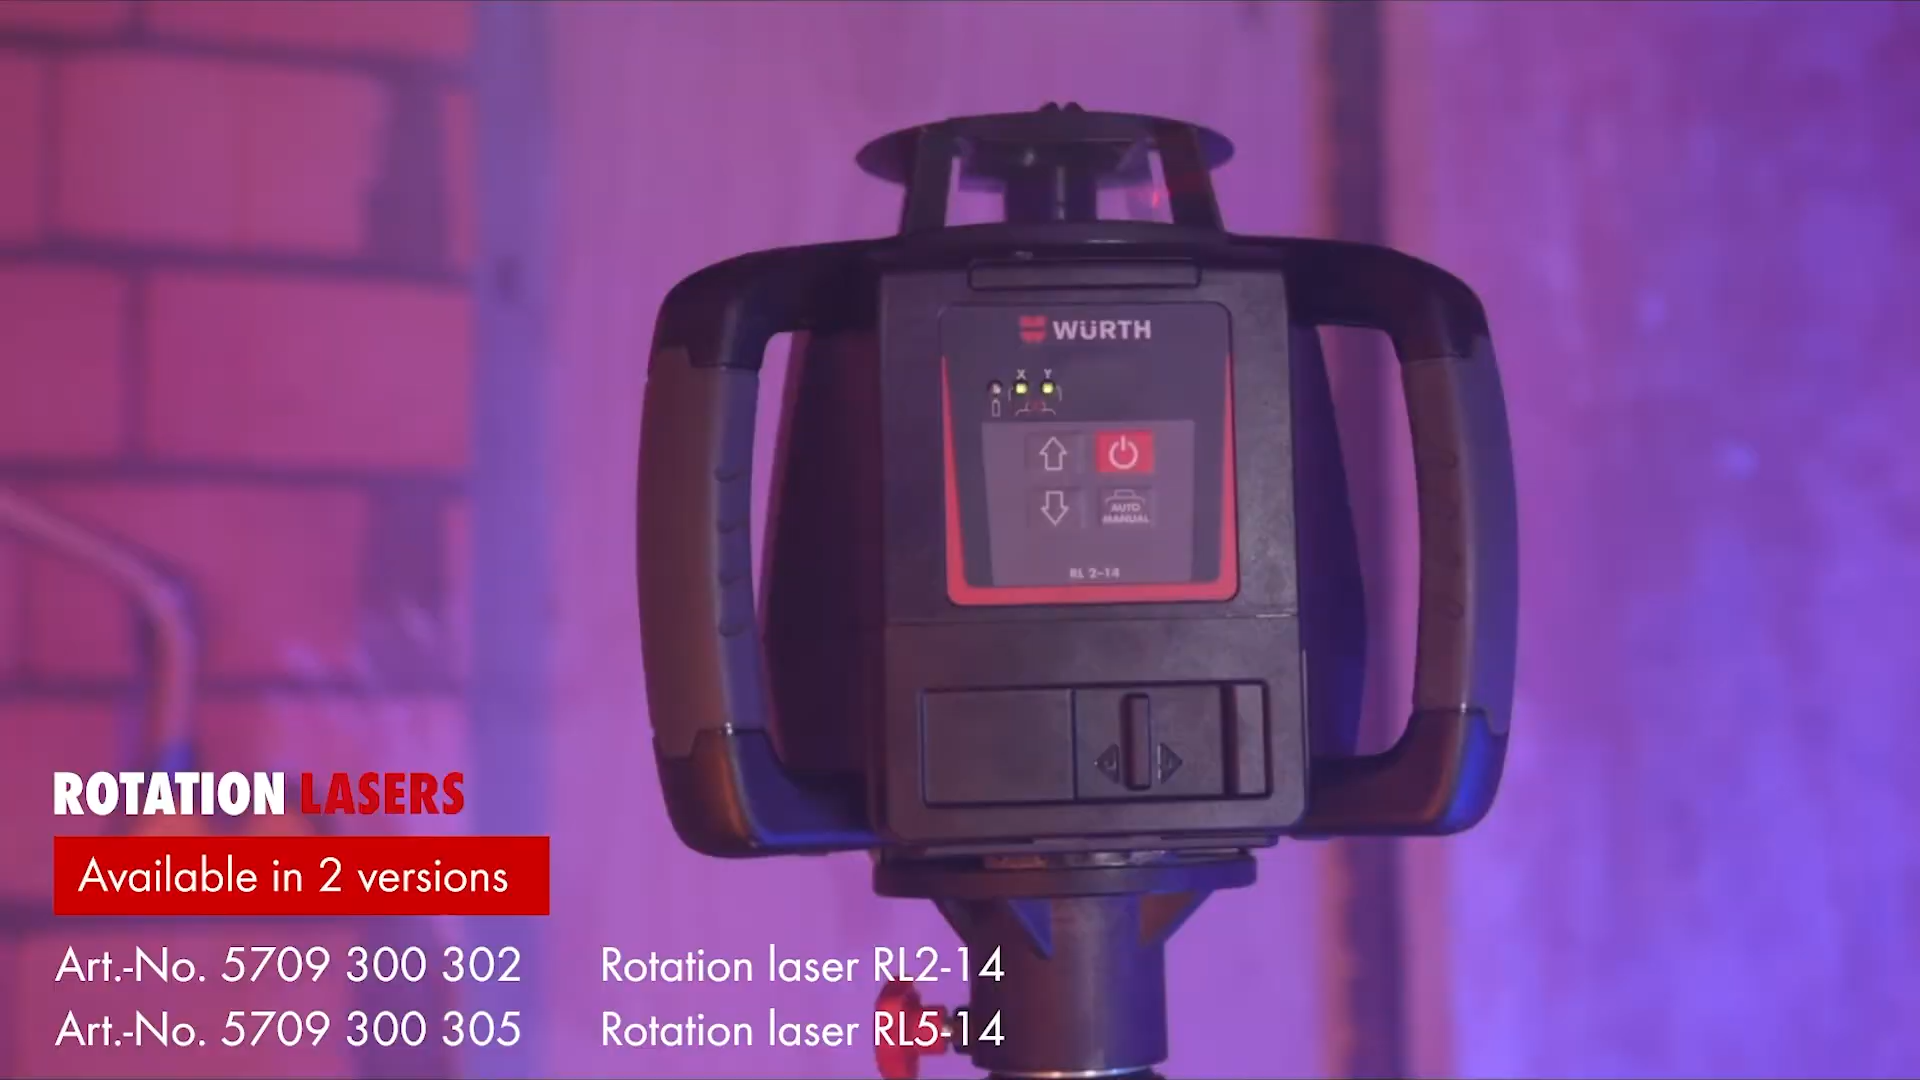 WÜRTH
X Y
AUTO
MANUAL
RL 2-14
ROTATION LASERS
Available in 2 versions
Art.-No. 5709 300 302 Rotation laser RL2-14
Art.-No. 5709 300 305 Rotation laser RL5-14